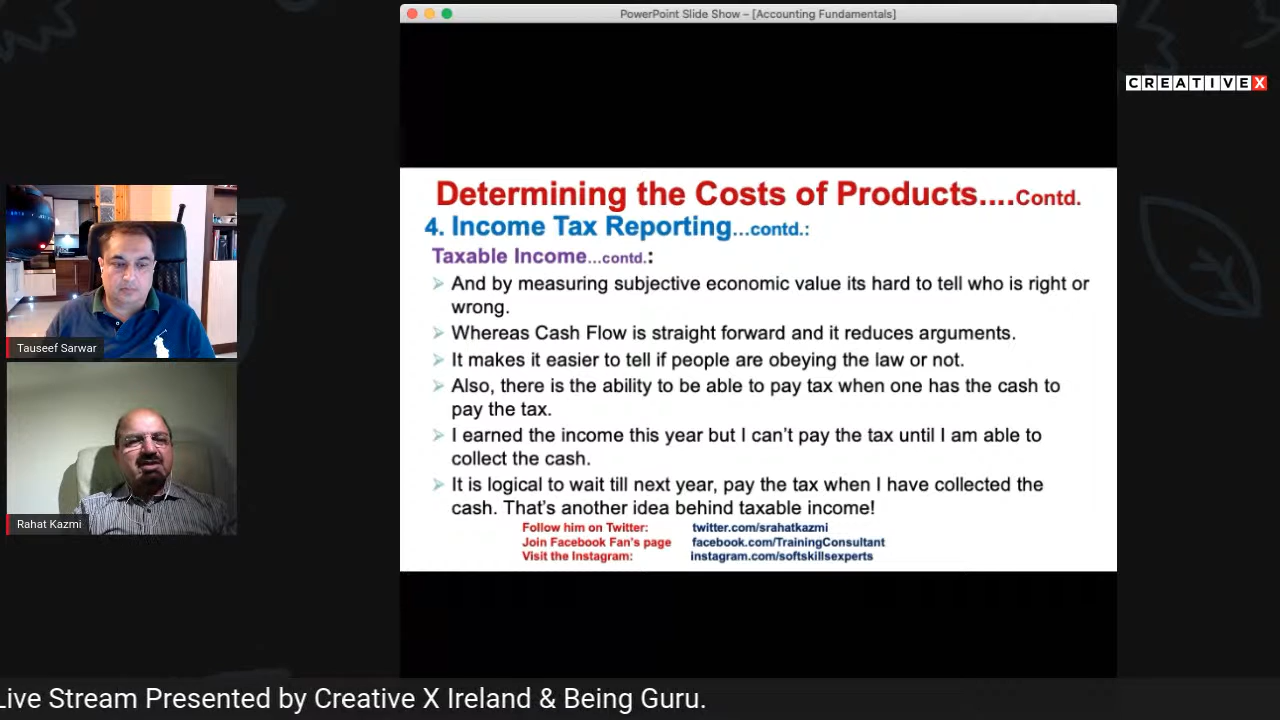 PowerPoint Slide Show – [Accounting Fundamentals]
CREATIVEX
Determining the Costs of Products....Contd.
4. Income Tax Reporting...contd.:
Taxable Income...contd.:
And by measuring subjective economic value its hard to tell who is right or
wrong.
Whereas Cash Flow is straight forward and it reduces arguments.
It makes it easier to tell if people are obeying the law or not.
Also, there is the ability to be able to pay tax when one has the cash to
pay the tax.
I earned the income this year but I can't pay the tax until I am able to
collect the cash.
It is logical to wait till next year, pay the tax when I have collected the
cash. That's another idea behind taxable income!
Follow him on Twitter: twitter.com/srahatkazmi
Join Facebook Fan's page facebook.com/TrainingConsultant
Visit the Instagram: instagram.com/softskillsexperts
Tauseef Sarwar
Rahat Kazmi
Live Stream Presented by Creative X Ireland & Being Guru.